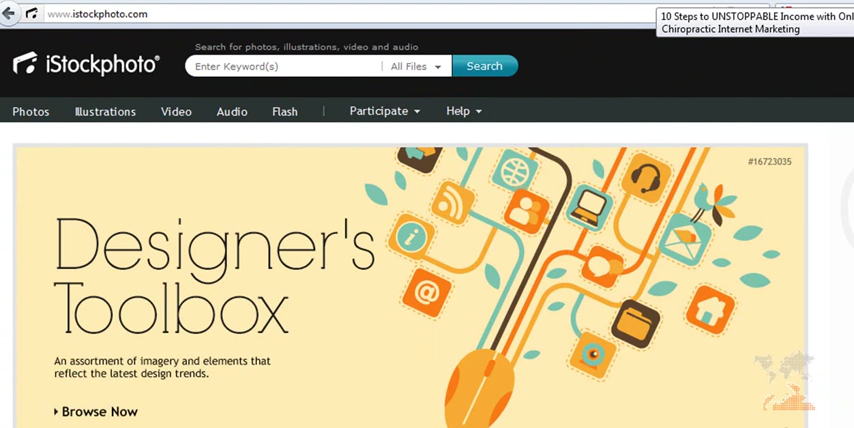 www.istockphoto.com
10 Steps to UNSTOPPABLE Income with Onl
Chiropractic Internet Marketing
iStockphoto®
Search for photos, illustrations, video and audio
Enter Keyword(s)
All Files
Search
Photos
Illustrations
Video
Audio
Flash
Participate
Help
#16723035
Designer's
Toolbox
An assortment of imagery and elements that
reflect the latest design trends.
Browse Now